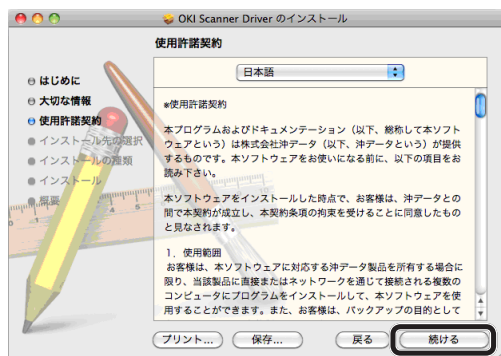 OKI Scanner Driver のインストール
使用許諾契約
はじめに
大切な情報
使用許諾契約
インストール先の選択
インストールの種類
インストール
概要
日本語
*使用許諾契約
本プログラムおよびドキュメンテーション（以下、総称して本ソフト
ウェアという）は株式会社沖データ（以下、沖データという）が提供
するものです。本ソフトウェアをお使いになる前に、以下の項目をお
読み下さい。
本ソフトウェアをインストールした時点で、お客様は、沖データとの
間で本契約が成立し、本契約条項の拘束を受けることに同意したもの
と見なされます。
1．使用範囲
お客様は、本ソフトウェアに対応する沖データ製品を所有する場合に
限り、当該製品に直接またはネットワークを通じて接続される複数の
コンピュータにプログラムをインストールして、本ソフトウェアを使
用することができます。また、お客様は、バックアップの目的として
プリント...
保存...
戻る
続ける